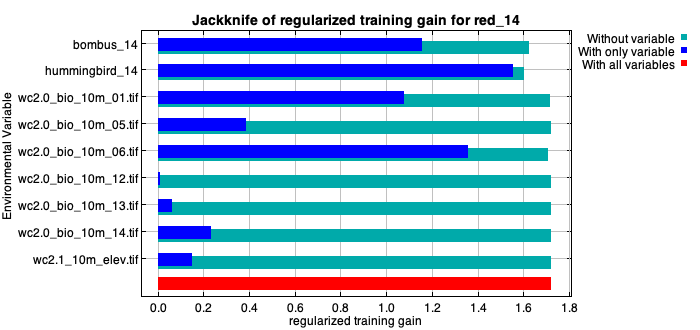 Jackknife of regularized training gain for red_14
Without variable
With only variable
With all variables
Environmental Variable
bombus_14
hummingbird_14
wc2.0_bio_10m_01.tif
wc2.0_bio_10m_05.tif
wc2.0_bio_10m_06.tif
wc2.0_bio_10m_12.tif
wc2.0_bio_10m_13.tif
wc2.0_bio_10m_14.tif
wc2.1_10m_elev.tif
0.0 0.2 0.4 0.6 0.8 1.0 1.2 1.4 1.6 1.8
regularized training gain